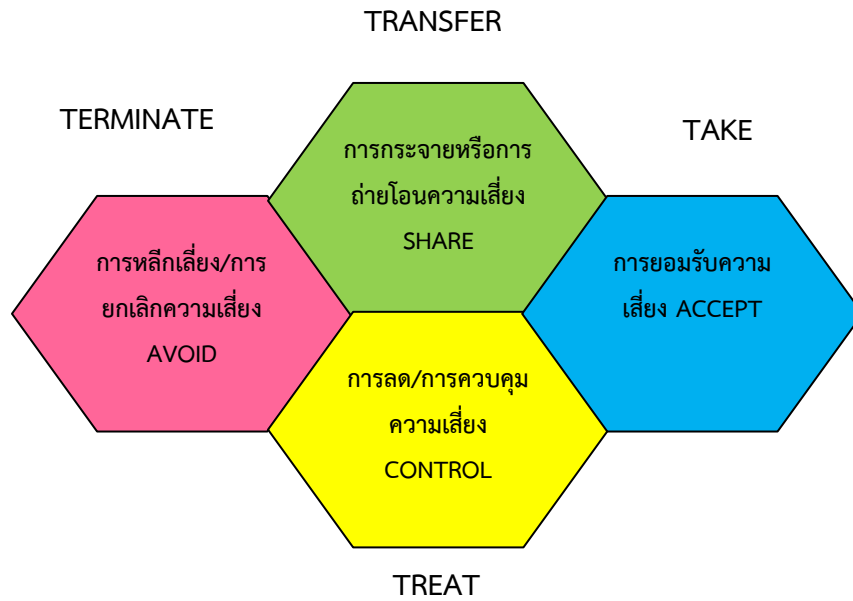 TRANSFER
TERMINATE
TAKE
การกระจายหรือการ
ถ่ายโอนความเสี่ยง
SHARE
การหลีกเลี่ยง/การ
ยกเลิกความเสี่ยง
AVOID
การยอมรับความ
เสี่ยง ACCEPT
การลด/การควบคุม
ความเสี่ยง
CONTROL
TREAT